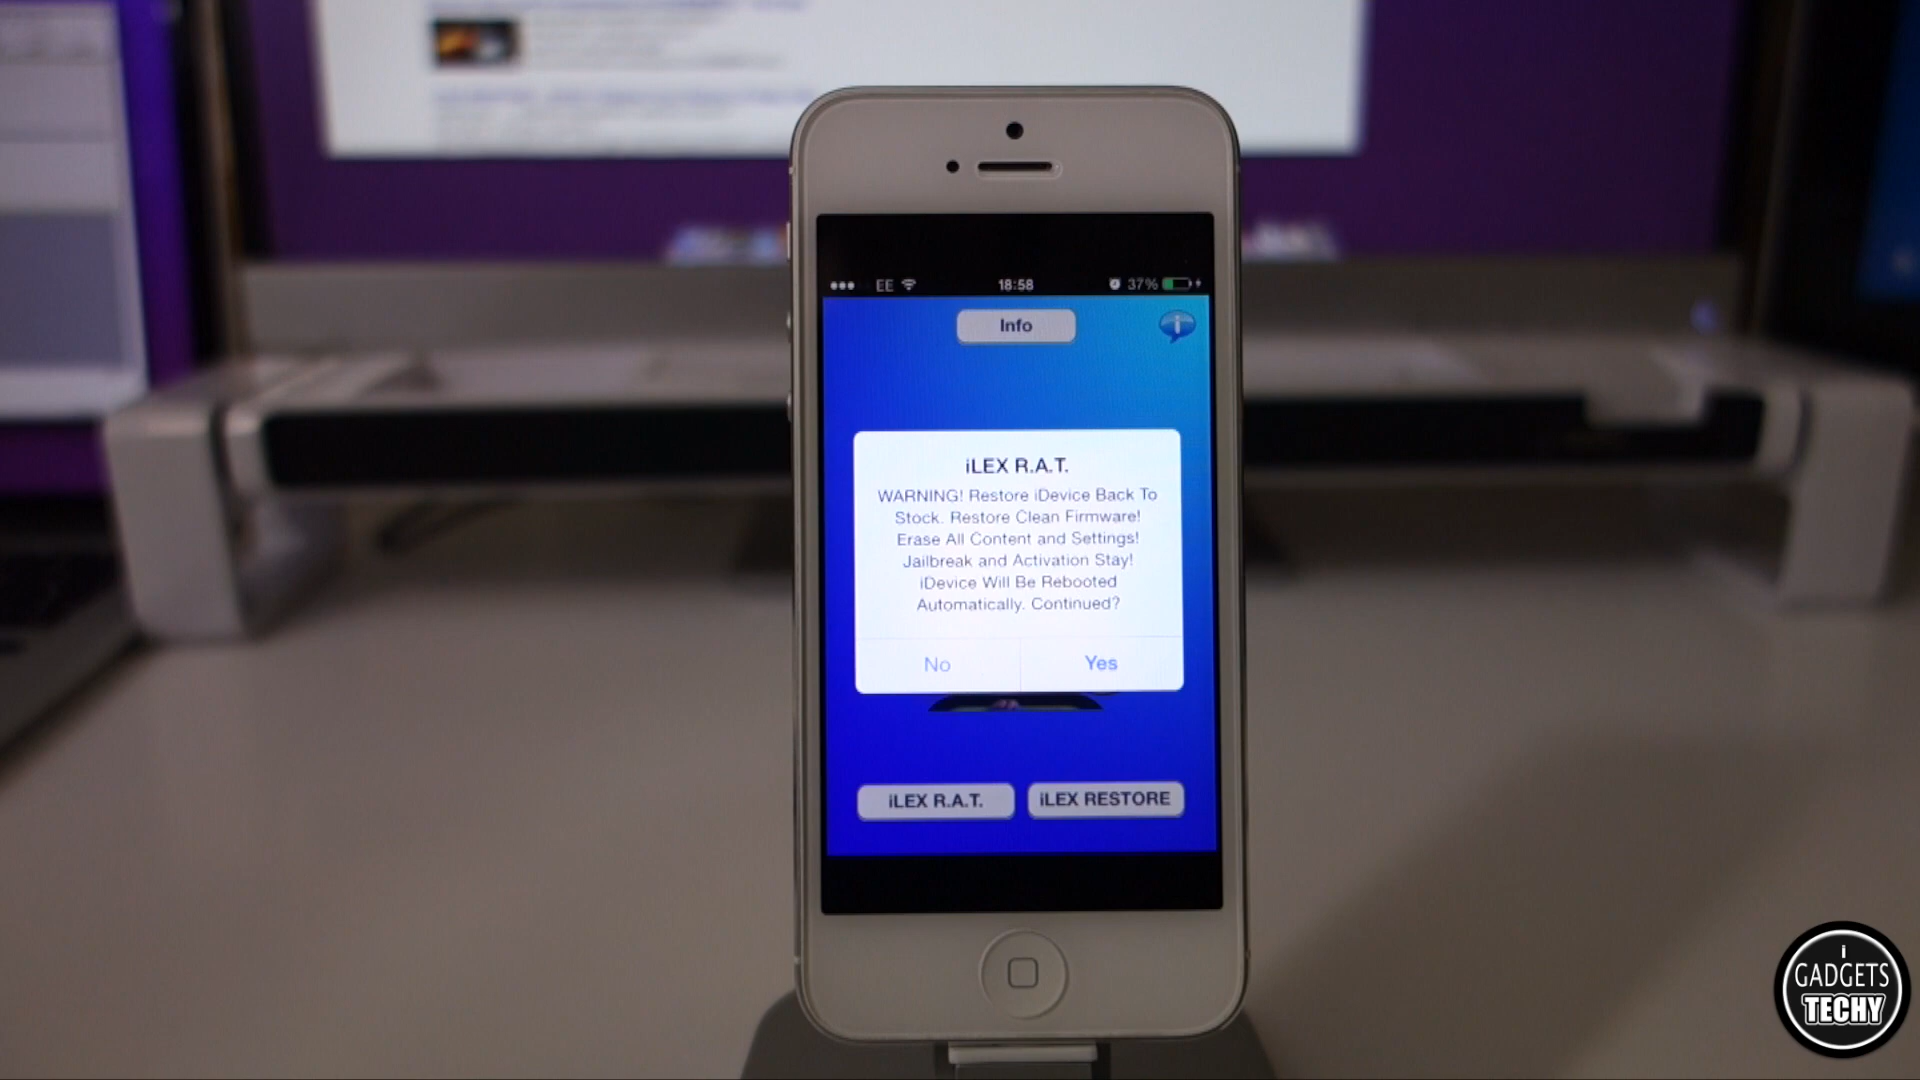 EE 18:58 37%
Info
iLEX R.A.T.
WARNING! Restore iDevice Back To
Stock. Restore Clean Firmware!
Erase All Content and Settings!
Jailbreak and Activation Stay!
iDevice Will Be Rebooted
Automatically. Continued?
No Yes
iLEX R.A.T. iLEX RESTORE
i
GADGETS
TECHY